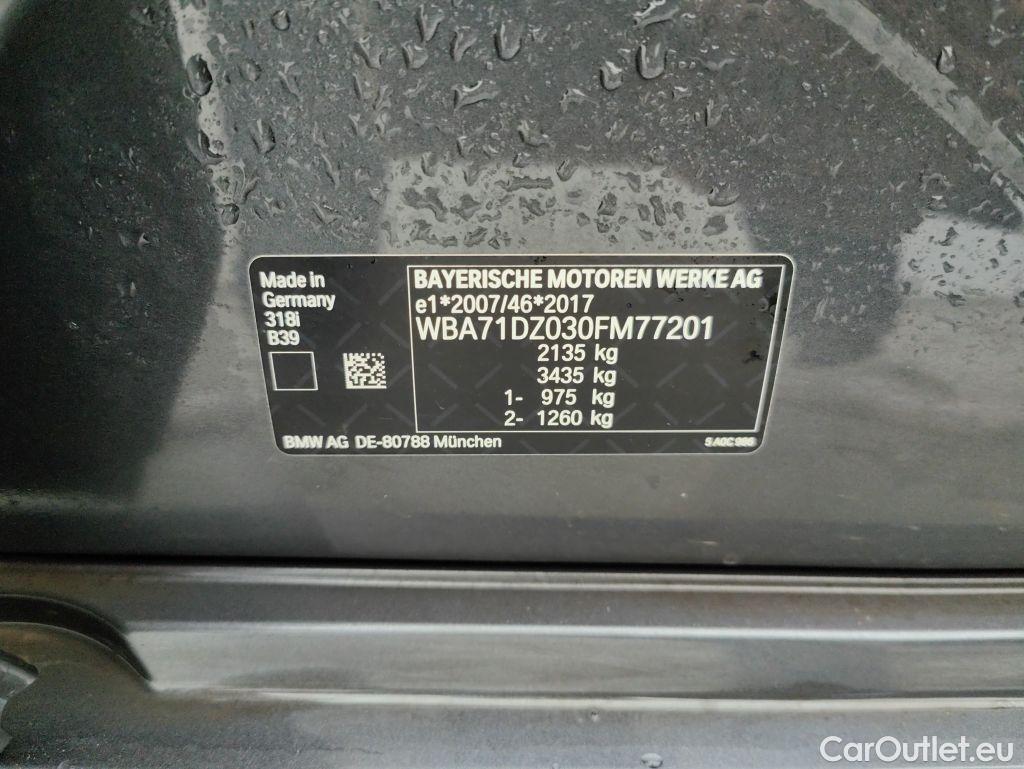 Made in
Germany
318i
B39
BAYERISCHE MOTOREN WERKE AG
e1*2007/46*2017
WBA71DZ030FM77201
2135 kg
3435 kg
1- 975 kg
2- 1260 kg
BMW AG DE-80788 München
CarOutlet.eu